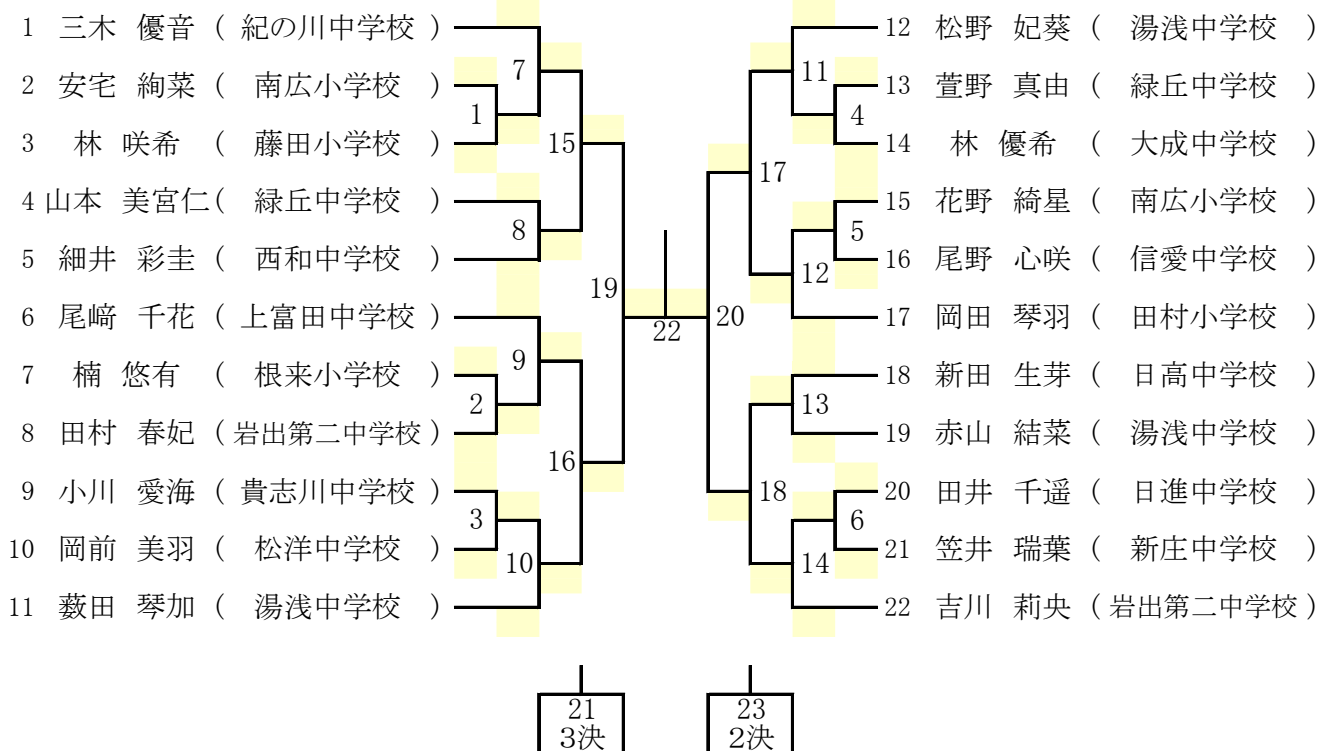 1 三木 優音 ( 紀の川中学校 )
2 安宅 絢菜 ( 南広小学校 )
3 林 咲希 ( 藤田小学校 )
4 山本 美宮仁 ( 緑丘中学校 )
5 細井 彩圭 ( 西和中学校 )
6 尾﨑 千花 ( 上富田中学校 )
7 楠 悠有 ( 根来小学校 )
8 田村 春妃 ( 岩出第二中学校 )
9 小川 愛海 ( 貴志川中学校 )
10 岡前 美羽 ( 松洋中学校 )
11 薮田 琴加 ( 湯浅中学校 )
7
1
15
8
19
9
2
16
3
10
22
12 松野 妃葵 ( 湯浅中学校 )
13 萱野 真由 ( 緑丘中学校 )
14 林 優希 ( 大成中学校 )
15 花野 綺星 ( 南広小学校 )
16 尾野 心咲 ( 信愛中学校 )
17 岡田 琴羽 ( 田村小学校 )
18 新田 生芽 ( 日高中学校 )
19 赤山 結菜 ( 湯浅中学校 )
20 田井 千遥 ( 日進中学校 )
21 笠井 瑞葉 ( 新庄中学校 )
22 吉川 莉央 ( 岩出第二中学校 )
11
4
17
5
12
20
13
18
6
14
21
3決
23
2決